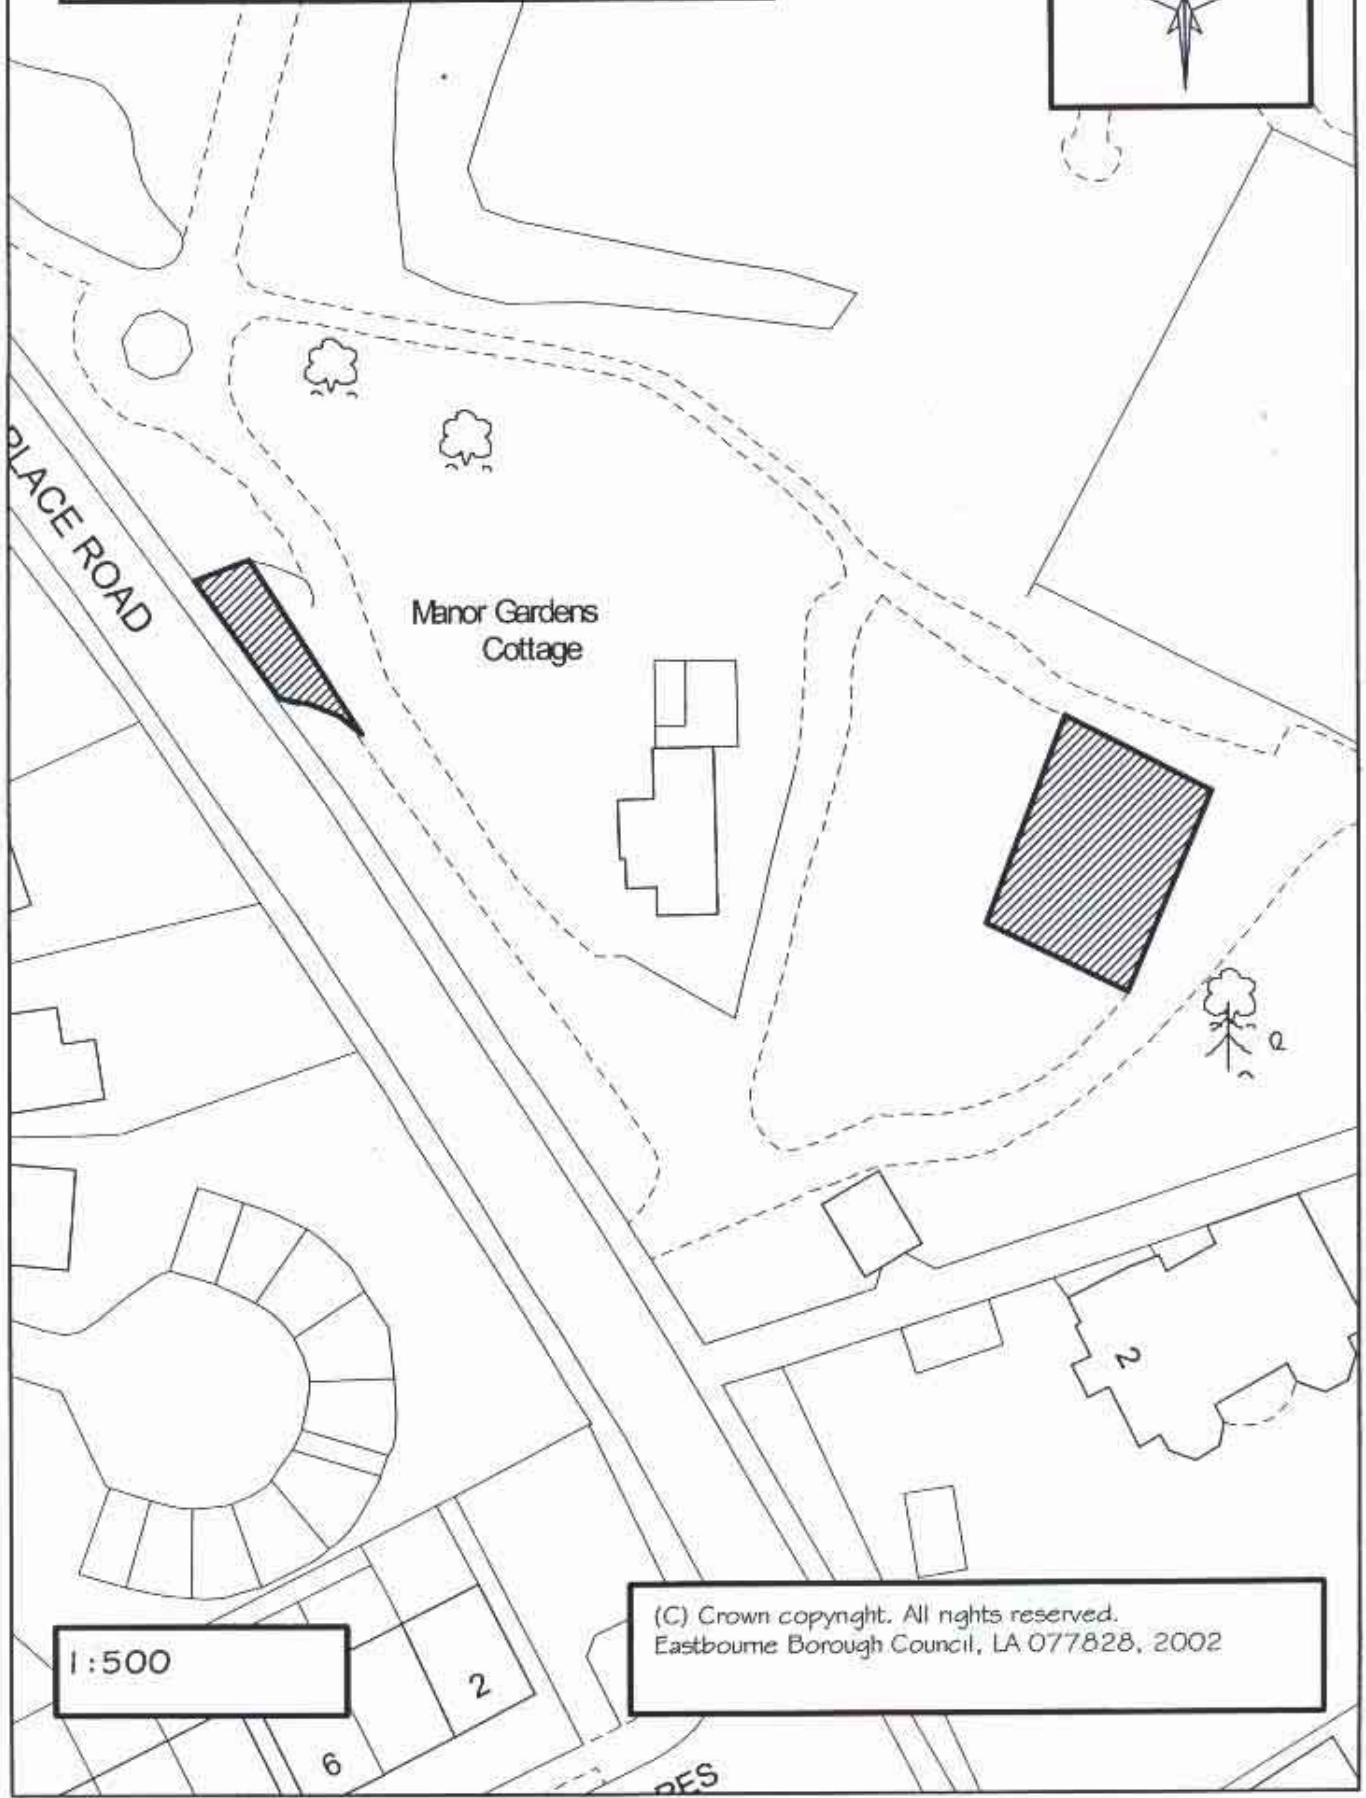 PLACE ROAD
Manor Gardens
Cottage
2
(C) Crown copyright. All rights reserved.
Eastbourne Borough Council, LA 077828, 2002
1:500
2
6
RES